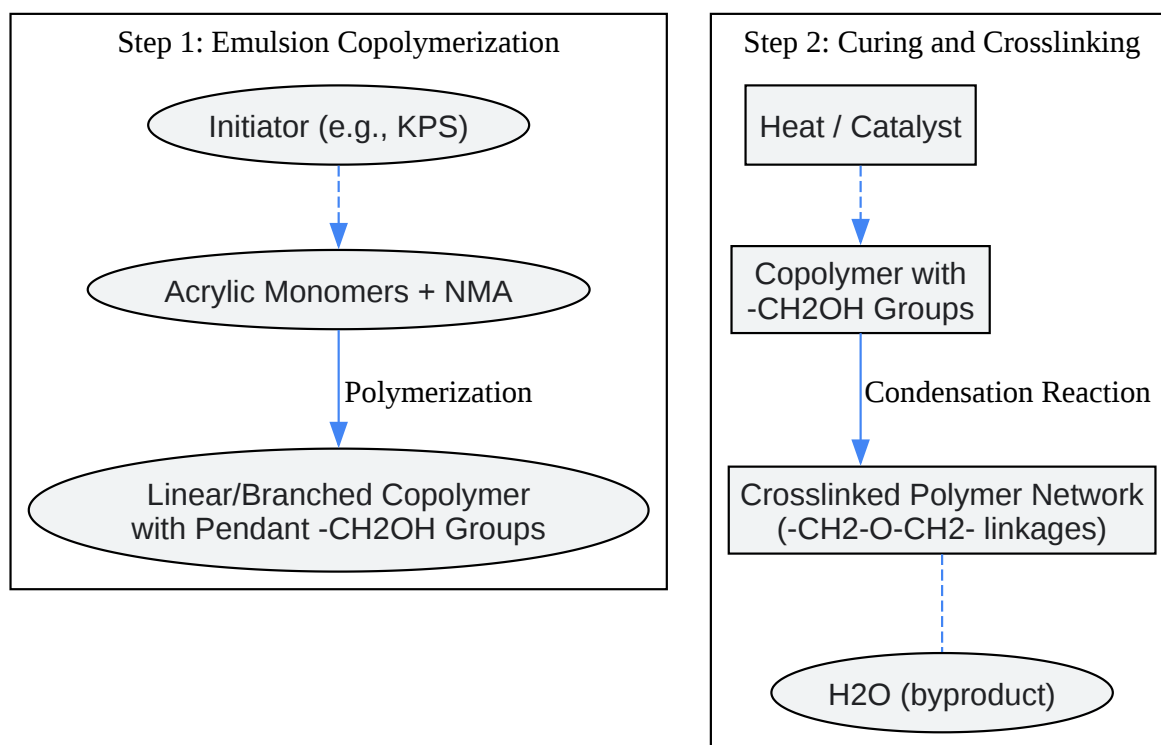 Step 1: Emulsion Copolymerization
Initiator (e.g., KPS)
Acrylic Monomers + NMA
Polymerization
Linear/Branched Copolymer
with Pendant -CH2OH Groups
Step 2: Curing and Crosslinking
Heat / Catalyst
Copolymer with
-CH2OH Groups
Condensation Reaction
Crosslinked Polymer Network
(-CH2-O-CH2- linkages)
H2O (byproduct)